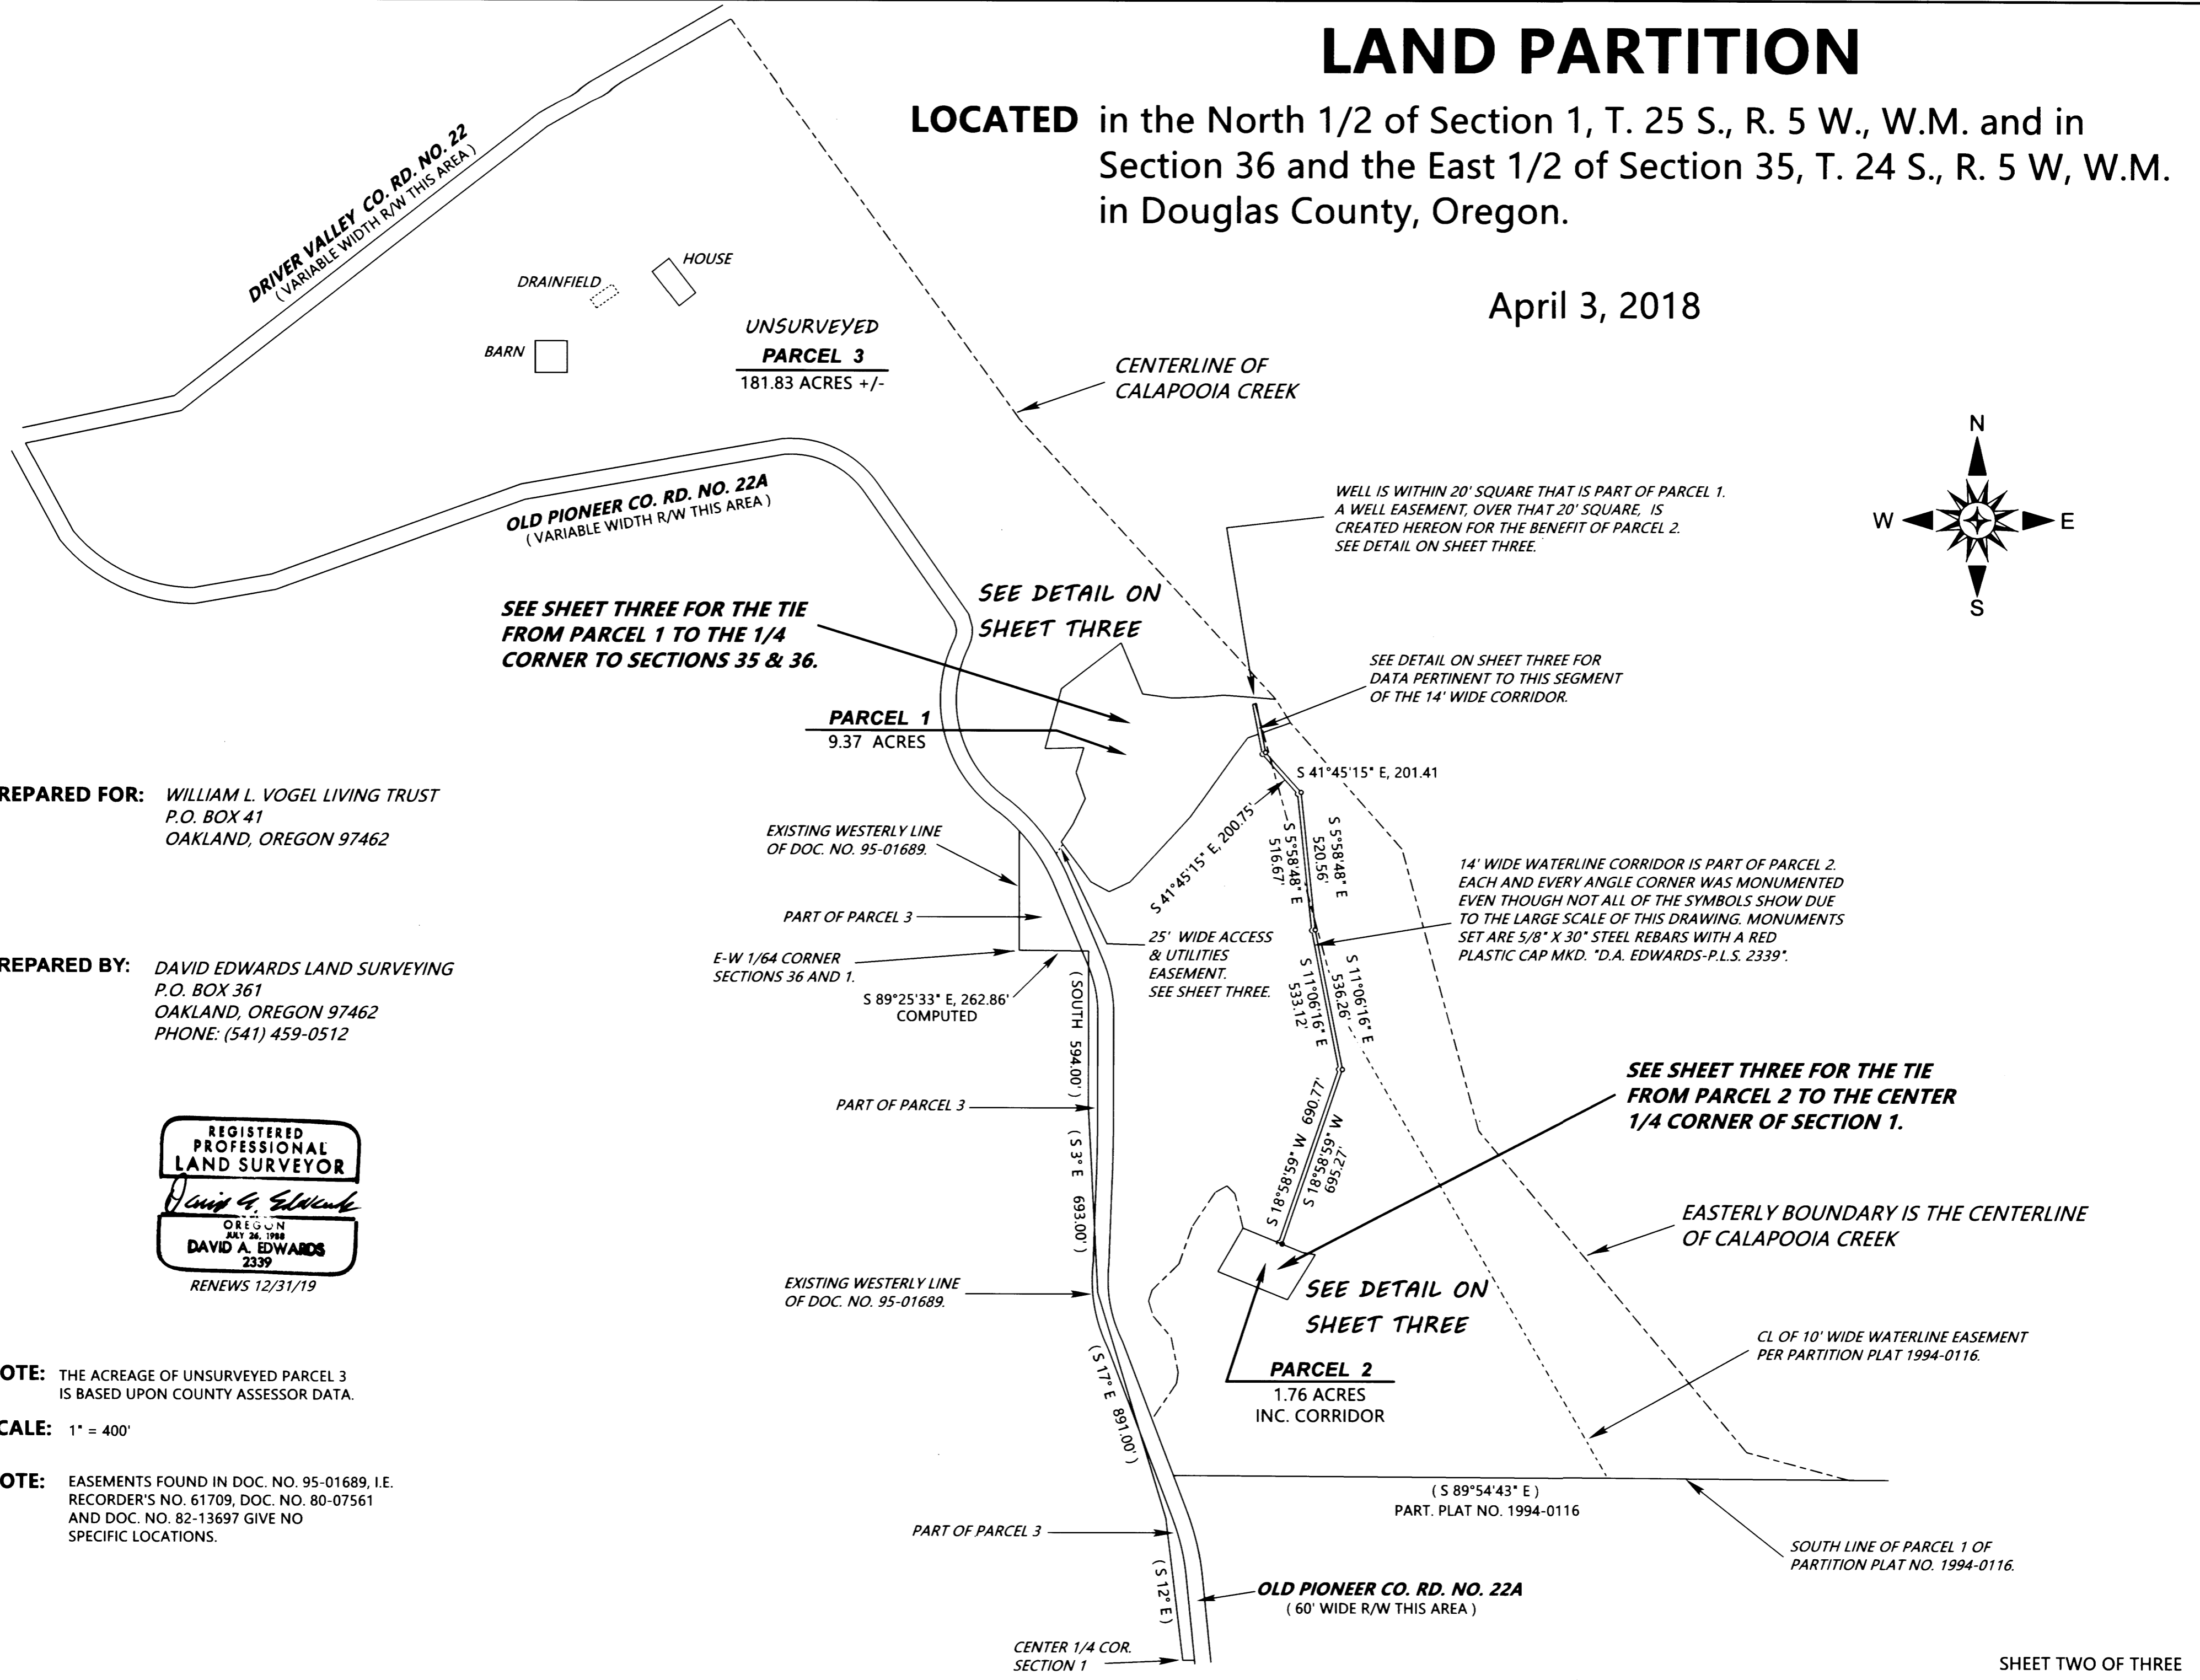 LAND PARTITION
LOCATED in the North 1/2 of Section 1, T. 25 S., R. 5 W., W.M. and in
Section 36 and the East 1/2 of Section 35, T. 24 S., R. 5 W, W.M.
in Douglas County, Oregon.
April 3, 2018
DRIVER VALLEY CO. RD. NO. 22
( VARIABLE WIDTH R/W THIS AREA )
HOUSE
DRAINFIELD
BARN
UNSURVEYED
PARCEL 3
181.83 ACRES +/-
CENTERLINE OF
CALAPOOIA CREEK
N
W
E
S
OLD PIONEER CO. RD. NO. 22A
( VARIABLE WIDTH R/W THIS AREA )
WELL IS WITHIN 20' SQUARE THAT IS PART OF PARCEL 1.
A WELL EASEMENT, OVER THAT 20' SQUARE, IS
CREATED HEREON FOR THE BENEFIT OF PARCEL 2.
SEE DETAIL ON SHEET THREE.
SEE DETAIL ON
SHEET THREE
SEE SHEET THREE FOR THE TIE
FROM PARCEL 1 TO THE 1/4
CORNER TO SECTIONS 35 & 36.
SEE DETAIL ON SHEET THREE FOR
DATA PERTINENT TO THIS SEGMENT
OF THE 14' WIDE CORRIDOR.
PARCEL 1
9.37 ACRES
S 41°45'15" E, 201.41
S 41°45'15" E, 200.75'
S 5°58'48" E
516.67'
S 5°58'48" E
520.56'
REPARED FOR: WILLIAM L. VOGEL LIVING TRUST
P.O. BOX 41
OAKLAND, OREGON 97462
EXISTING WESTERLY LINE
OF DOC. NO. 95-01689.
PART OF PARCEL 3
14' WIDE WATERLINE CORRIDOR IS PART OF PARCEL 2.
EACH AND EVERY ANGLE CORNER WAS MONUMENTED
EVEN THOUGH NOT ALL OF THE SYMBOLS SHOW DUE
TO THE LARGE SCALE OF THIS DRAWING. MONUMENTS
SET ARE 5/8" X 30" STEEL REBARS WITH A RED
PLASTIC CAP MKD. "D.A. EDWARDS-P.L.S. 2339".
25' WIDE ACCESS
& UTILITIES
EASEMENT.
SEE SHEET THREE.
E-W 1/64 CORNER
SECTIONS 36 AND 1.
S 89°25'33" E, 262.86'
COMPUTED
REPARED BY: DAVID EDWARDS LAND SURVEYING
P.O. BOX 361
OAKLAND, OREGON 97462
PHONE: (541) 459-0512
( SOUTH 594.00' )
S 11°06'16" E
533.12'
S 11°06'16" E
536.26'
PART OF PARCEL 3
SEE SHEET THREE FOR THE TIE
FROM PARCEL 2 TO THE CENTER
1/4 CORNER OF SECTION 1.
REGISTERED
PROFESSIONAL
LAND SURVEYOR
David A. Edwards
OREGON
JULY 26, 1988
DAVID A. EDWARDS
2339
RENEWS 12/31/19
( S 3° E 693.00' )
S 18°58'59" W 690.77'
S 18°58'59" W
695.27'
EASTERLY BOUNDARY IS THE CENTERLINE
OF CALAPOOIA CREEK
EXISTING WESTERLY LINE
OF DOC. NO. 95-01689.
SEE DETAIL ON
SHEET THREE
PARCEL 2
1.76 ACRES
INC. CORRIDOR
CL OF 10' WIDE WATERLINE EASEMENT
PER PARTITION PLAT 1994-0116.
OTE: THE ACREAGE OF UNSURVEYED PARCEL 3
IS BASED UPON COUNTY ASSESSOR DATA.
CALE: 1" = 400'
OTE: EASEMENTS FOUND IN DOC. NO. 95-01689, I.E.
RECORDER'S NO. 61709, DOC. NO. 80-07561
AND DOC. NO. 82-13697 GIVE NO
SPECIFIC LOCATIONS.
( S 17° E 891.00' )
( S 89°54'43" E )
PART. PLAT NO. 1994-0116
PART OF PARCEL 3
SOUTH LINE OF PARCEL 1 OF
PARTITION PLAT NO. 1994-0116.
( S 12° E )
OLD PIONEER CO. RD. NO. 22A
( 60' WIDE R/W THIS AREA )
CENTER 1/4 COR.
SECTION 1
SHEET TWO OF THREE